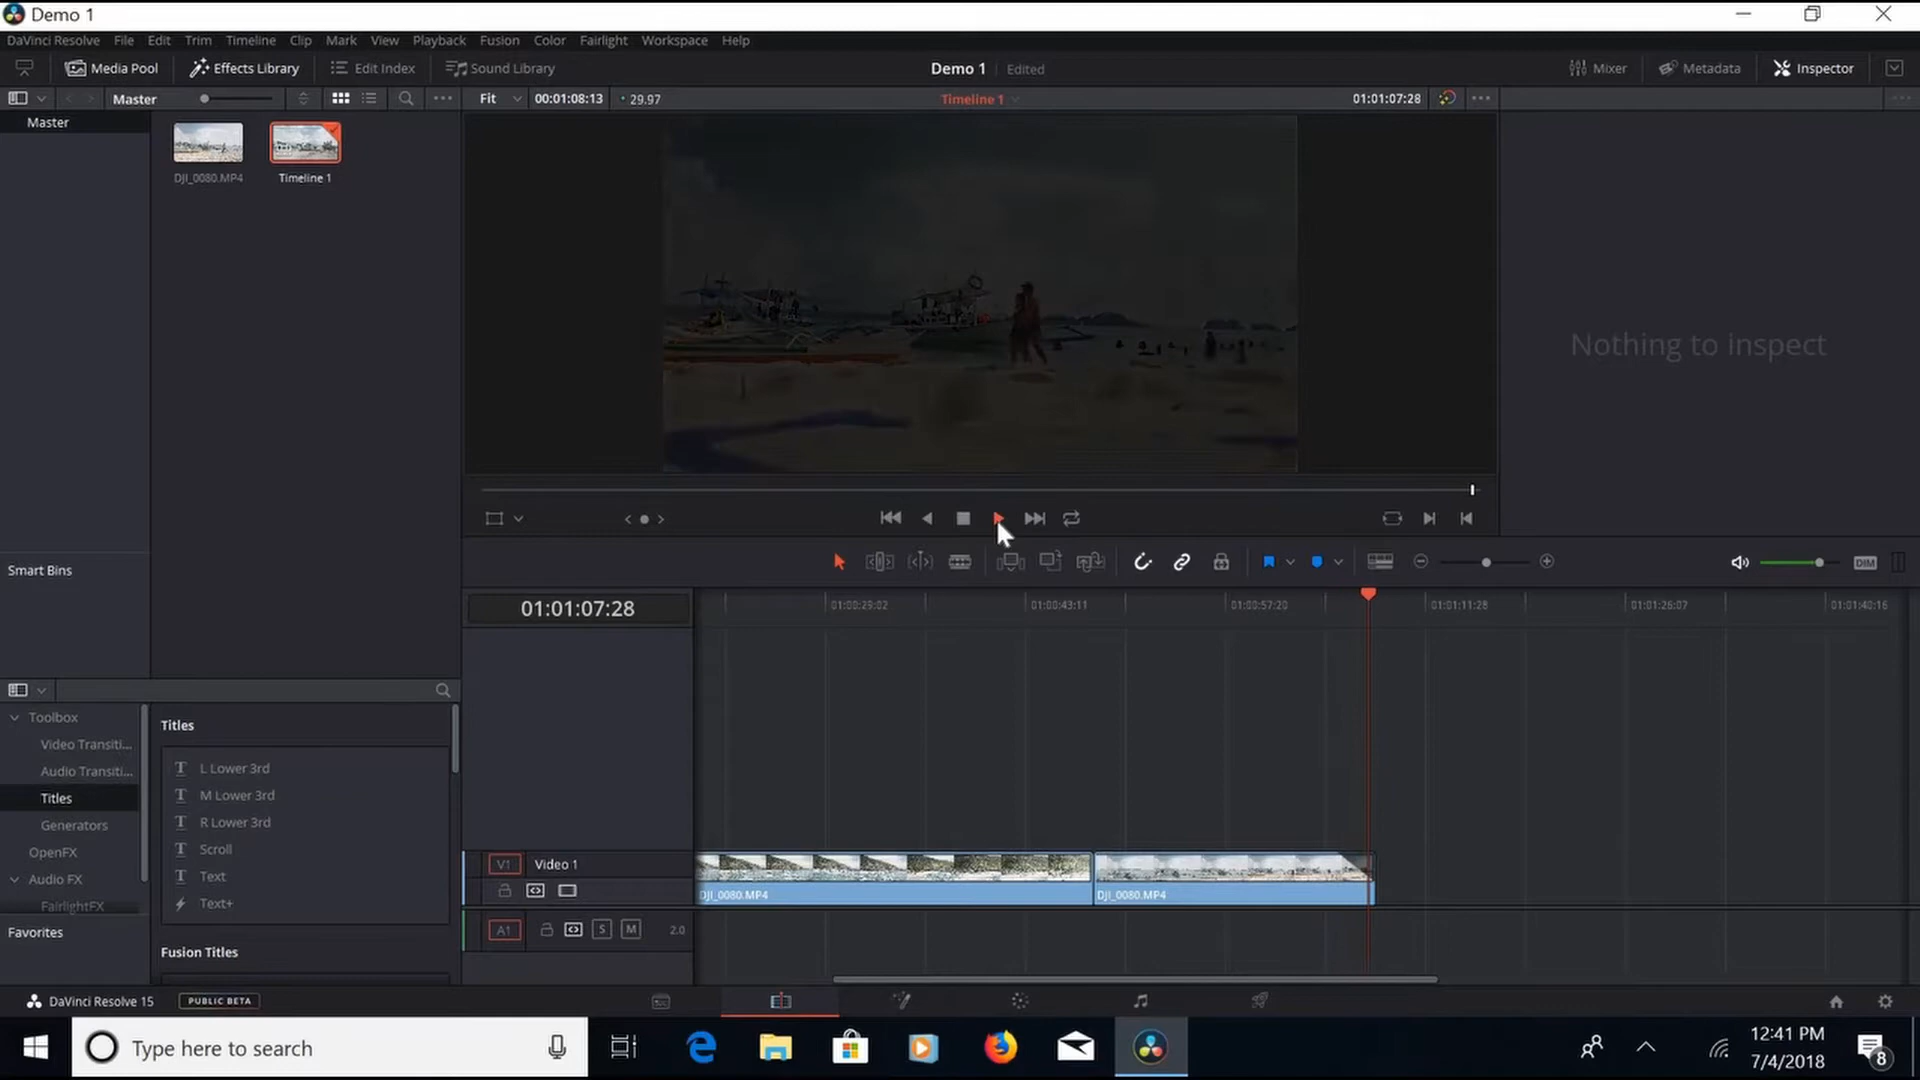 Demo 1
DaVinci Resolve File Edit Trim Timeline Clip Mark View Playback Fusion Color Fairlight Workspace Help
Media Pool Effects Library Edit Index Sound Library Demo 1 Edited Mixer Metadata Inspector
Master Fit 00:01:08:13 29.97 Timeline 1 01:01:07:28
Master
DJI_0080.MP4 Timeline 1
Nothing to inspect
Smart Bins
DIM
01:01:07:28 01:00:29:02 01:00:43:11 01:00:57:20 01:01:11:28 01:01:26:07 01:01:40:16
Toolbox
Video Transiti...
Audio Transiti...
Titles
Generators
OpenFX
Audio FX
FairlightFX
Favorites
Titles
L Lower 3rd
M Lower 3rd
R Lower 3rd
Scroll
Text
Text+
Fusion Titles
V1 Video 1
DJI_0080.MP4 DJI_0080.MP4
A1 S M 2.0
DaVinci Resolve 15 PUBLIC BETA
Type here to search
12:41 PM
7/4/2018
8